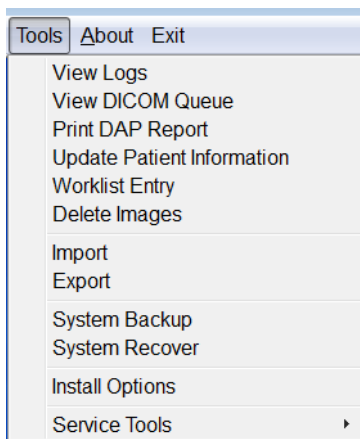 Tools About Exit
View Logs
View DICOM Queue
Print DAP Report
Update Patient Information
Worklist Entry
Delete Images
Import
Export
System Backup
System Recover
Install Options
Service Tools